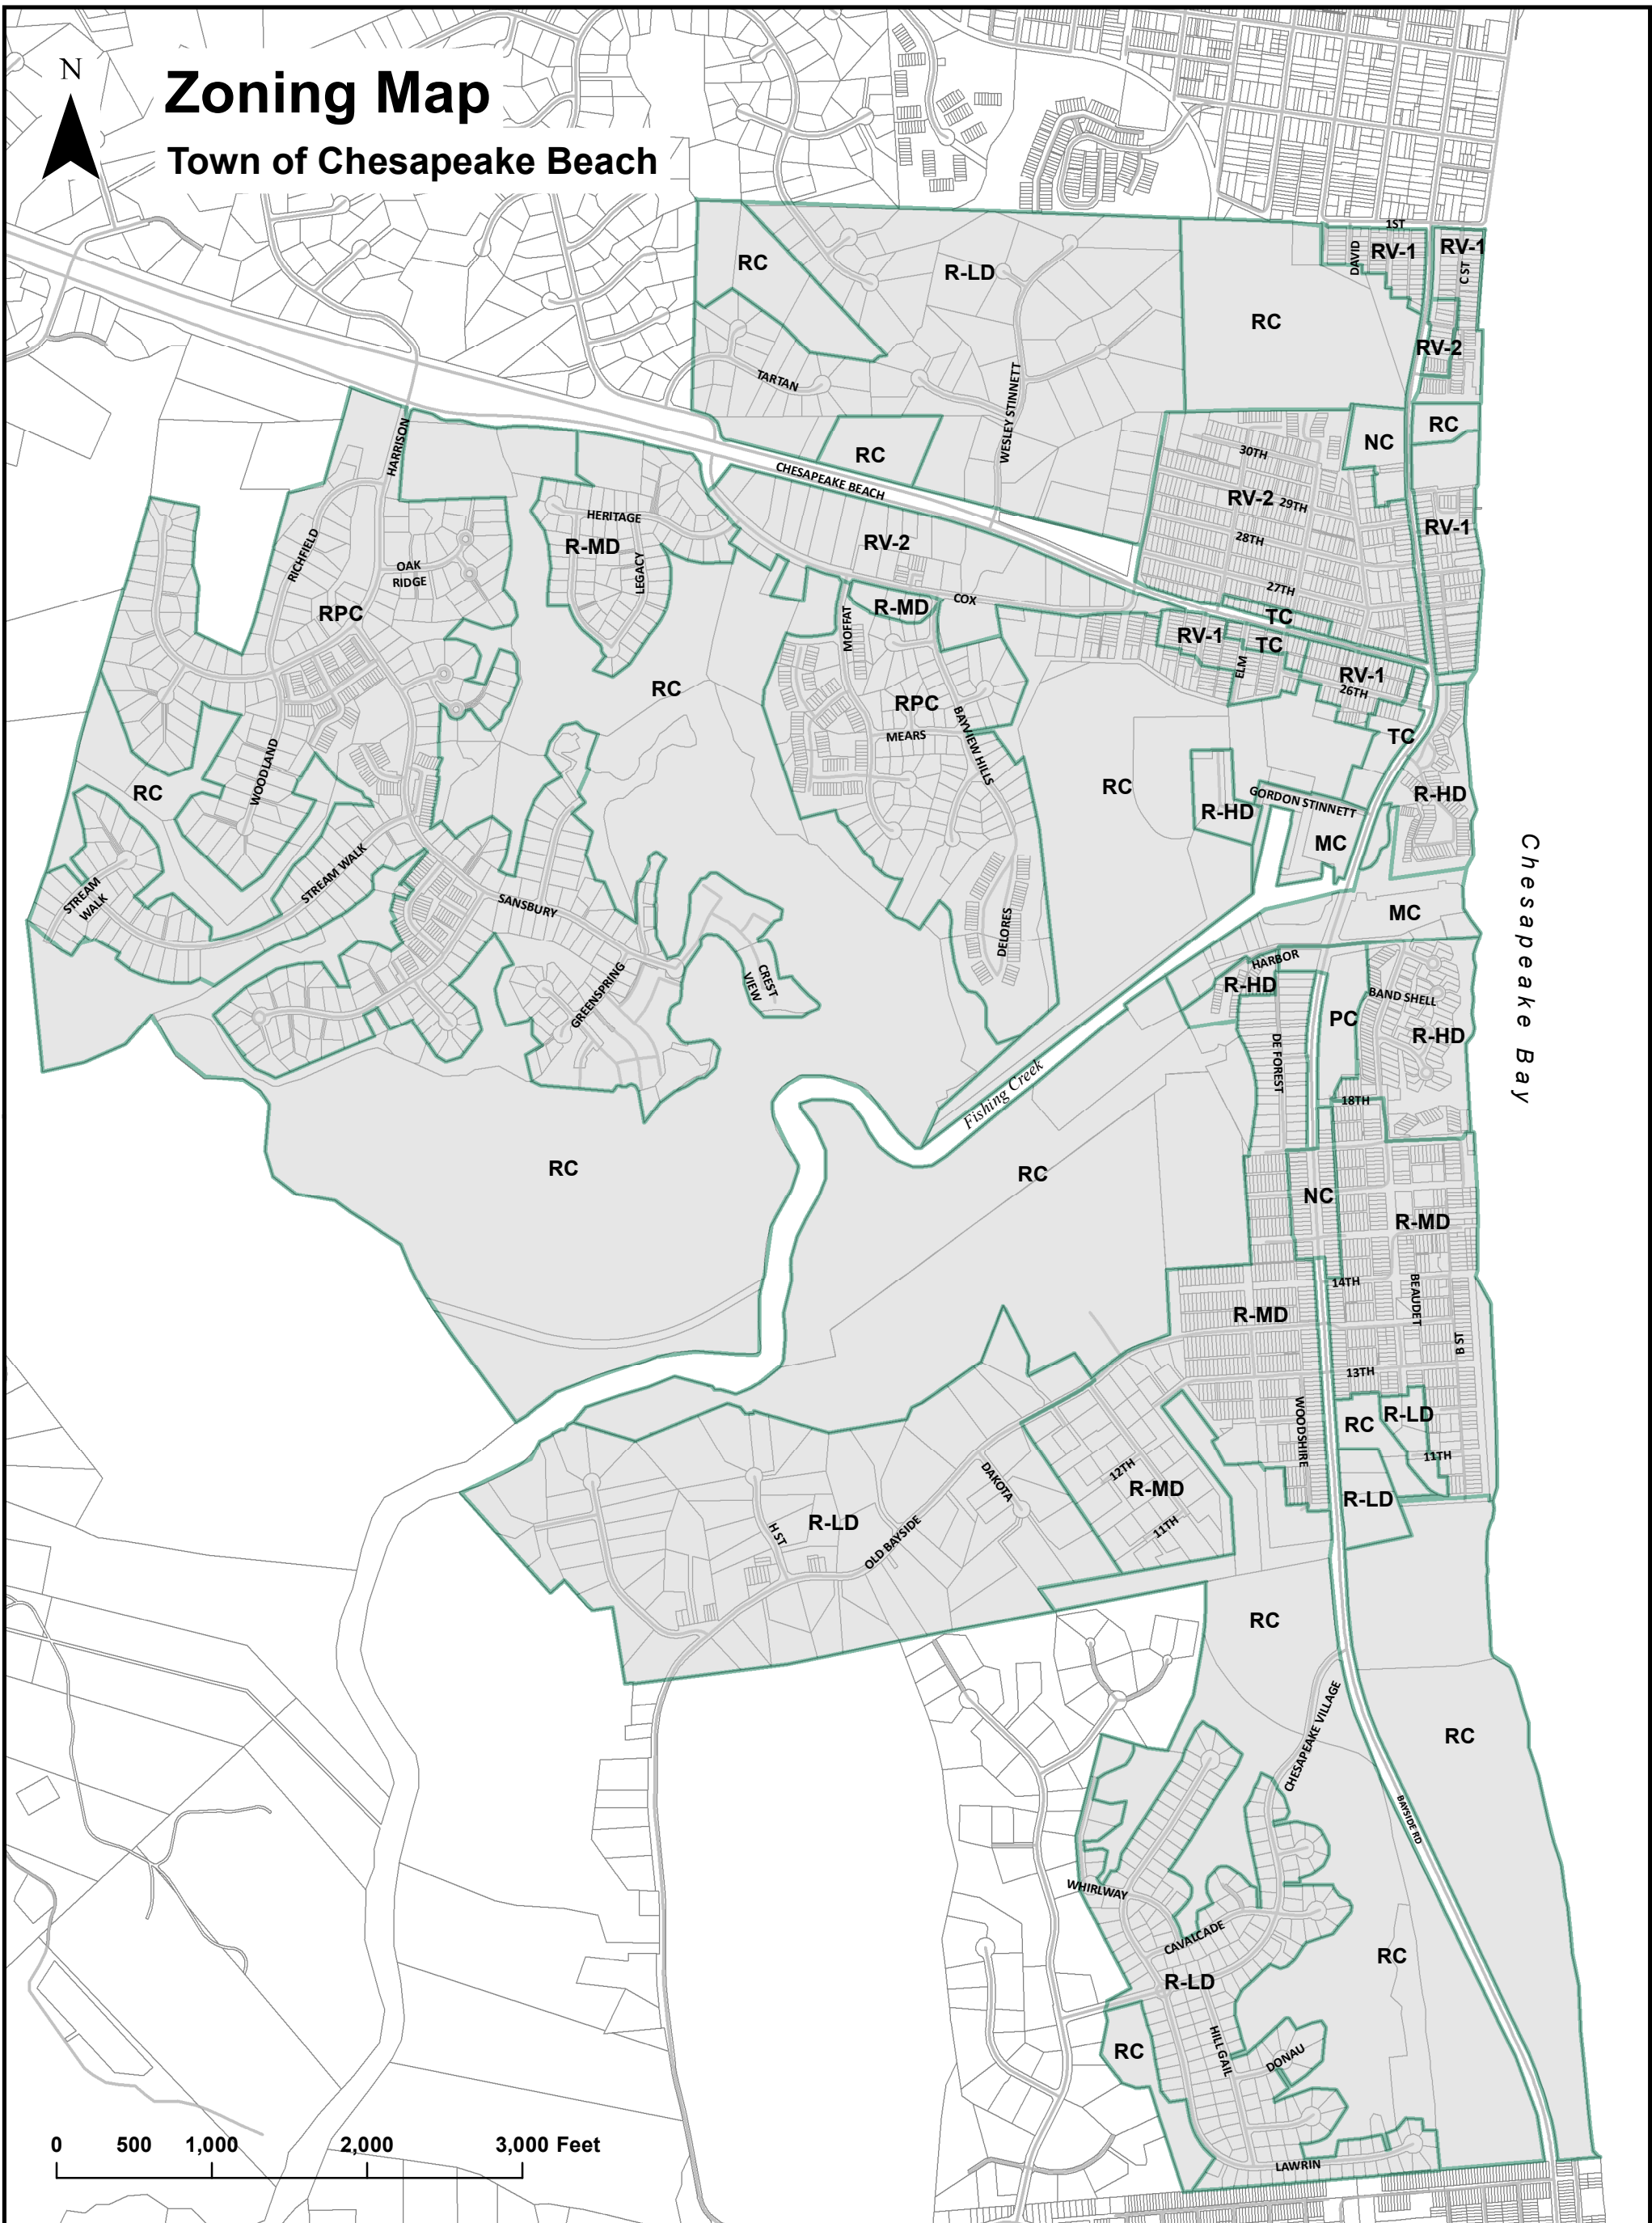 N
Zoning Map
Town of Chesapeake Beach
1ST
DAVID
RV-1
RV-1
C ST
RC
R-LD
RC
RV-2
TARTAN
WESLEY STINNETT
RC
NC
RC
HARRISON
CHESAPEAKE BEACH
30TH
RV-2
29TH
RV-1
HERITAGE
R-MD
LEGACY
RV-2
28TH
RICHFIELD
OAK
RIDGE
27TH
RPC
MOFFAT
R-MD
COX
TC
RV-1
TC
ELM
RV-1
26TH
RC
RPC
MEARS
BAYVIEW HILLS
TC
WOODLAND
RC
RC
R-HD
GORDON STINNETT
R-HD
MC
STREAM WALK
STREAM
WALK
SANSBURY
DELORES
MC
Chesapeake Bay
GREENSPRING
CREST
VIEW
HARBOR
R-HD
BAND SHELL
PC
R-HD
DE FOREST
Fishing Creek
18TH
RC
RC
NC
R-MD
14TH
BEAUDET
R-MD
B ST
13TH
WOODSHIRE
RC
R-LD
11TH
12TH
R-MD
DAKOTA
R-LD
11TH
H ST
R-LD
OLD BAYSIDE
RC
CHESAPEAKE VILLAGE
RC
BAYSIDE RD
WHIRLWAY
CAVALCADE
RC
R-LD
RC
HILL GAIL
DONAU
LAWRIN
0 500 1,000 2,000 3,000 Feet